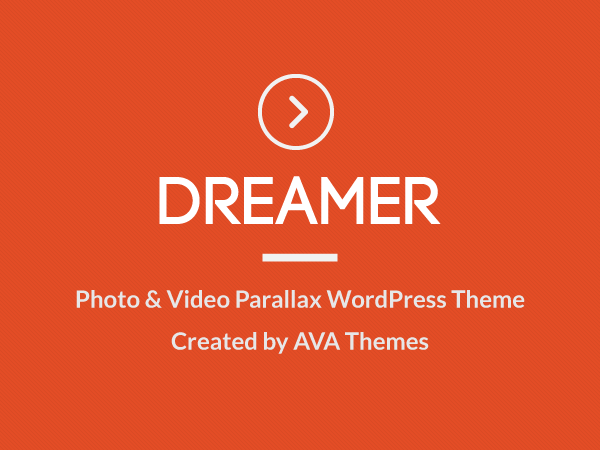 DREAMER
Photo & Video Parallax WordPress Theme
Created by AVA Themes